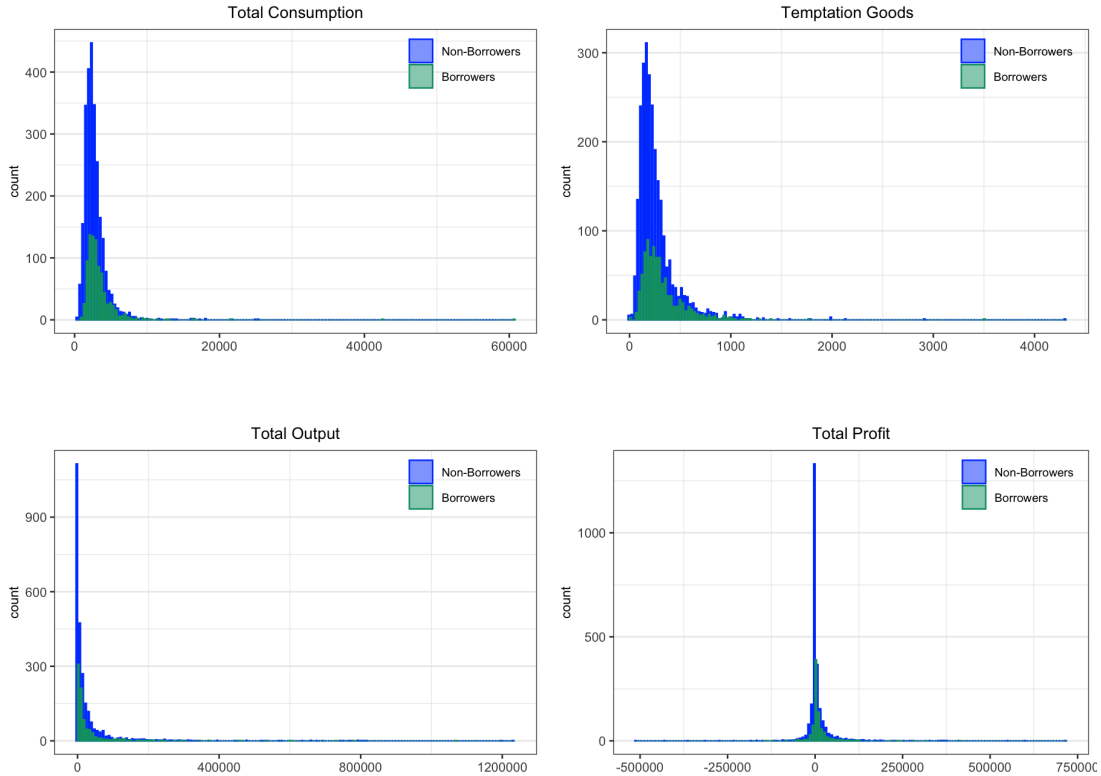 Total Consumption
count
400
300
200
100
0
0 20000 40000 60000
Non-Borrowers
Borrowers
Temptation Goods
count
300
200
100
0
0 1000 2000 3000 4000
Non-Borrowers
Borrowers
Total Output
count
900
600
300
0
0 400000 800000 1200000
Non-Borrowers
Borrowers
Total Profit
count
1000
500
0
-500000 -250000 0 250000 500000 750000
Non-Borrowers
Borrowers